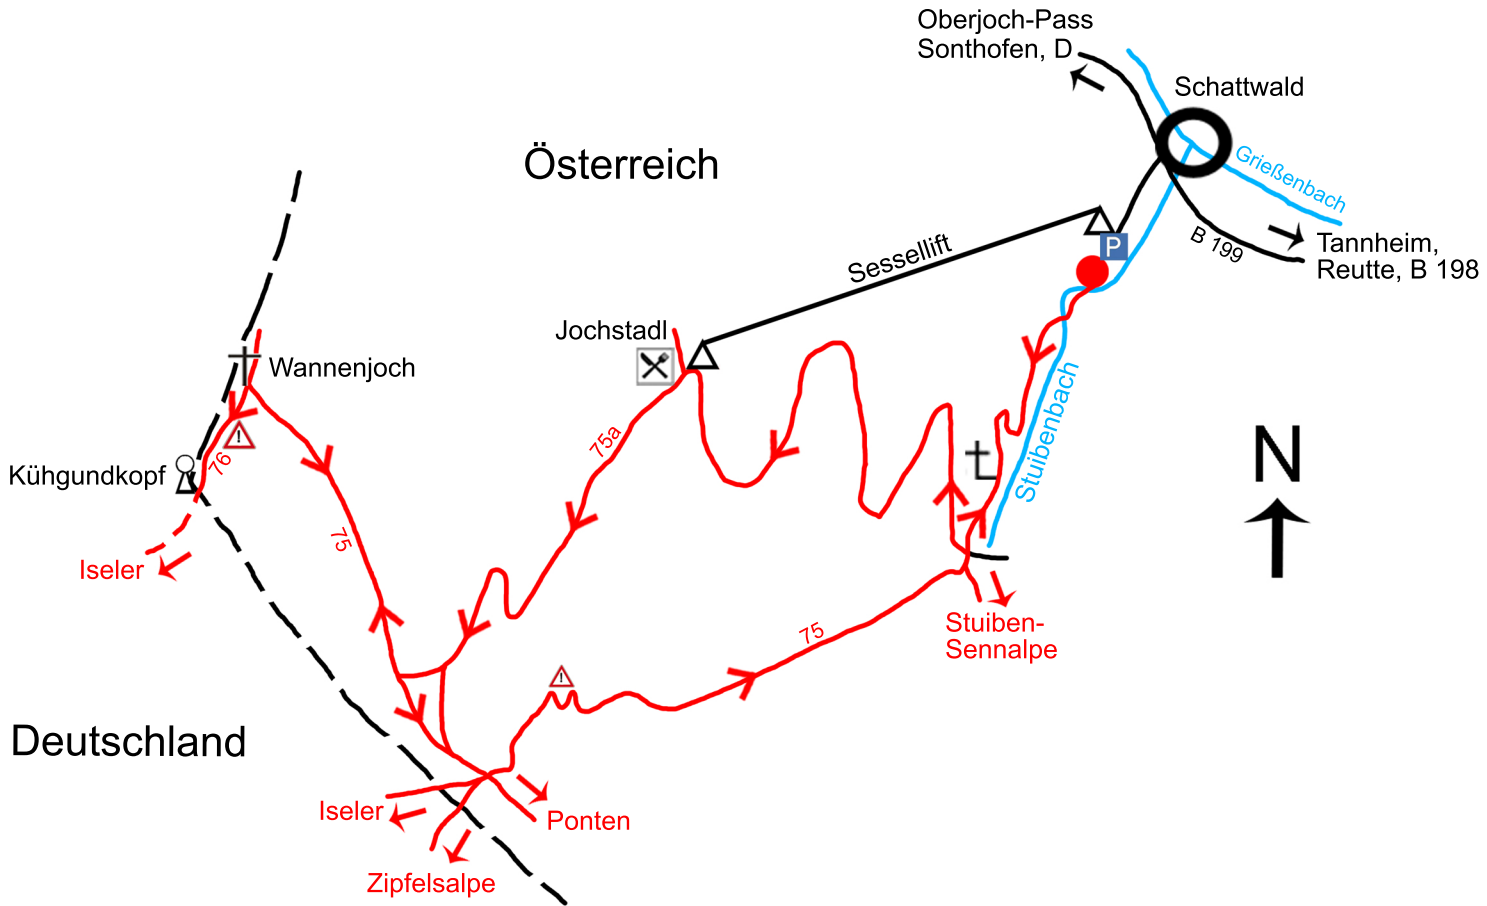 Oberjoch-Pass
Sonthofen, D
Schattwald
Österreich
Grießenbach
B 199
Tannheim,
Reutte, B 198
P
Sessellift
Jochstadl
Wannenjoch
!
Stuibenbach
75a
76
Kühgundkopf
N
75
Iseler
Stuiben-
Sennalpe
75
!
Deutschland
Iseler
Ponten
Zipfelsalpe